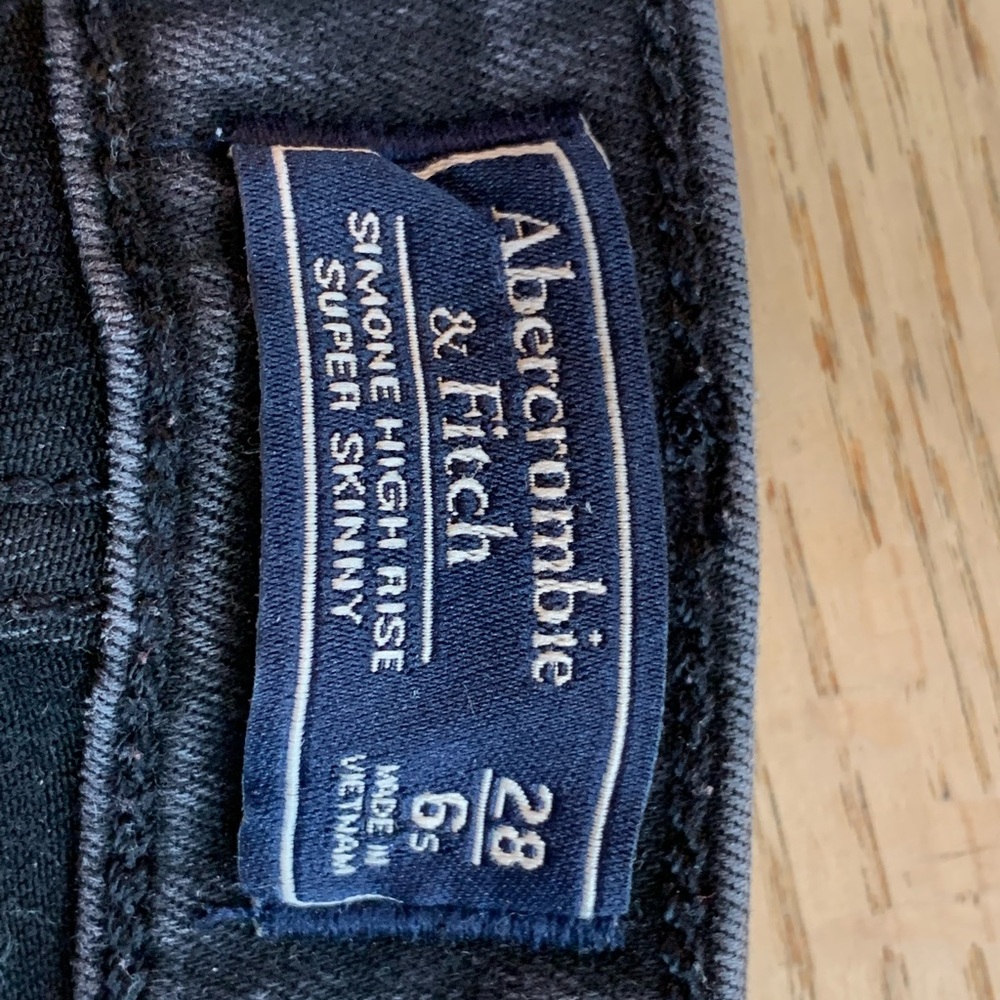 Abercrombie
& Fitch
SIMONE HIGH RISE
SUPER SKINNY
28
6S
MADE IN
VIETNAM